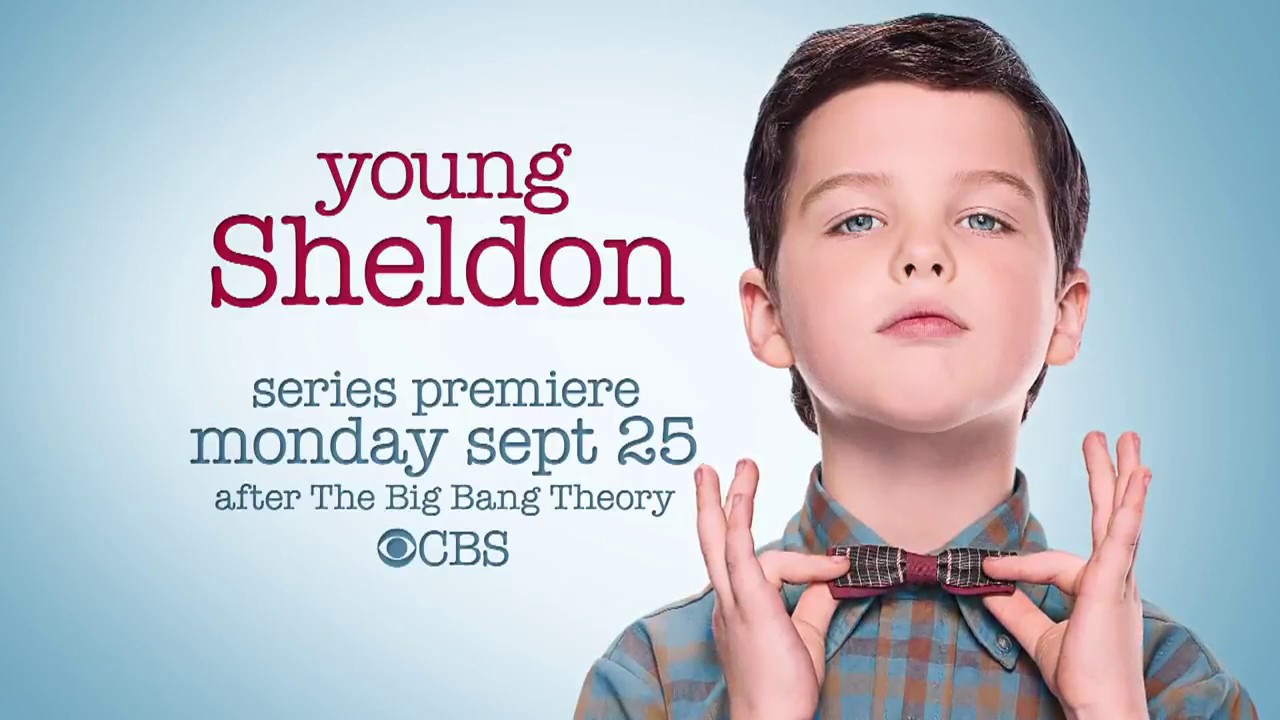 young
Sheldon
series premiere
monday sept 25
after The Big Bang Theory
CBS